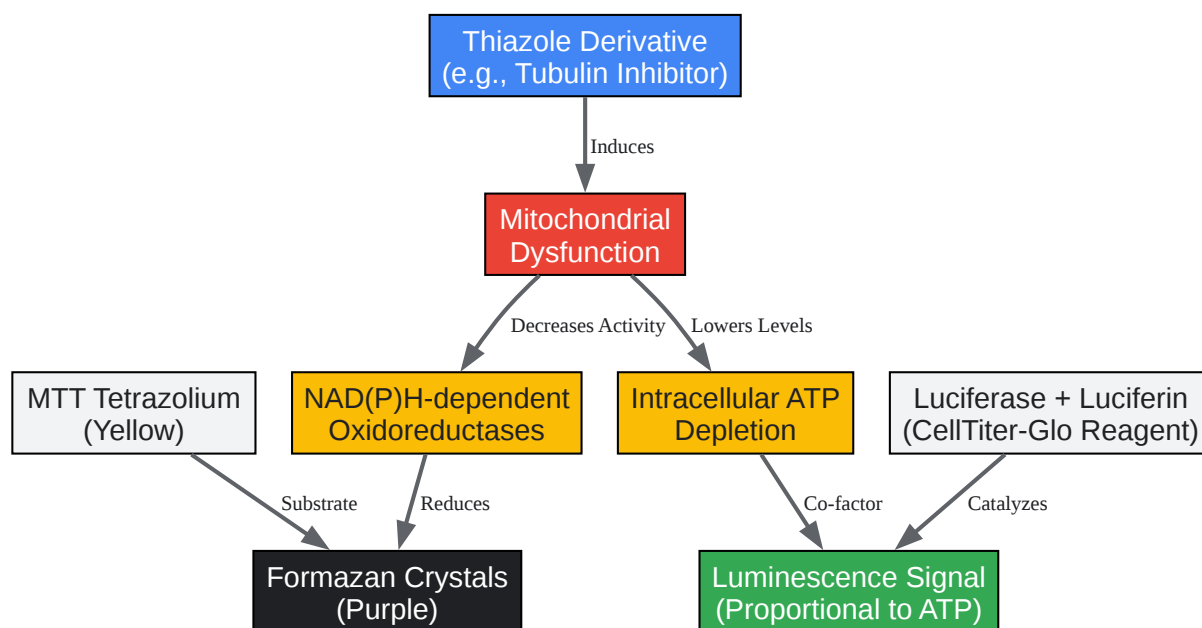 Thiazole Derivative
(e.g., Tubulin Inhibitor)
Induces
Mitochondrial
Dysfunction
Decreases Activity
Lowers Levels
MTT Tetrazolium
(Yellow)
NAD(P)H-dependent
Oxidoreductases
Intracellular ATP
Depletion
Luciferase + Luciferin
(CellTiter-Glo Reagent)
Substrate
Reduces
Co-factor
Catalyzes
Formazan Crystals
(Purple)
Luminescence Signal
(Proportional to ATP)